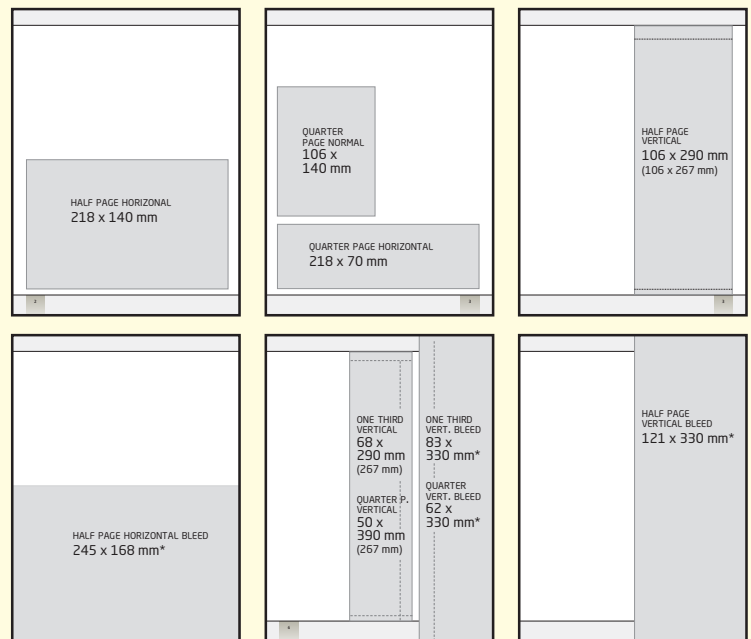 HALF PAGE HORIZONAL
218 x 140 mm
2
QUARTER
PAGE NORMAL
106 x
140 mm
QUARTER PAGE HORIZONTAL
218 x 70 mm
3
HALF PAGE
VERTICAL
106 x 290 mm
(106 x 267 mm)
3
HALF PAGE HORIZONTAL BLEED
245 x 168 mm*
ONE THIRD
VERTICAL
68 x
290 mm
(267 mm)
QUARTER P.
VERTICAL
50 x
390 mm
(267 mm)
ONE THIRD
VERT. BLEED
83 x
330 mm*
QUARTER
VERT. BLEED
62 x
330 mm*
HALF PAGE
VERTICAL BLEED
121 x 330 mm*